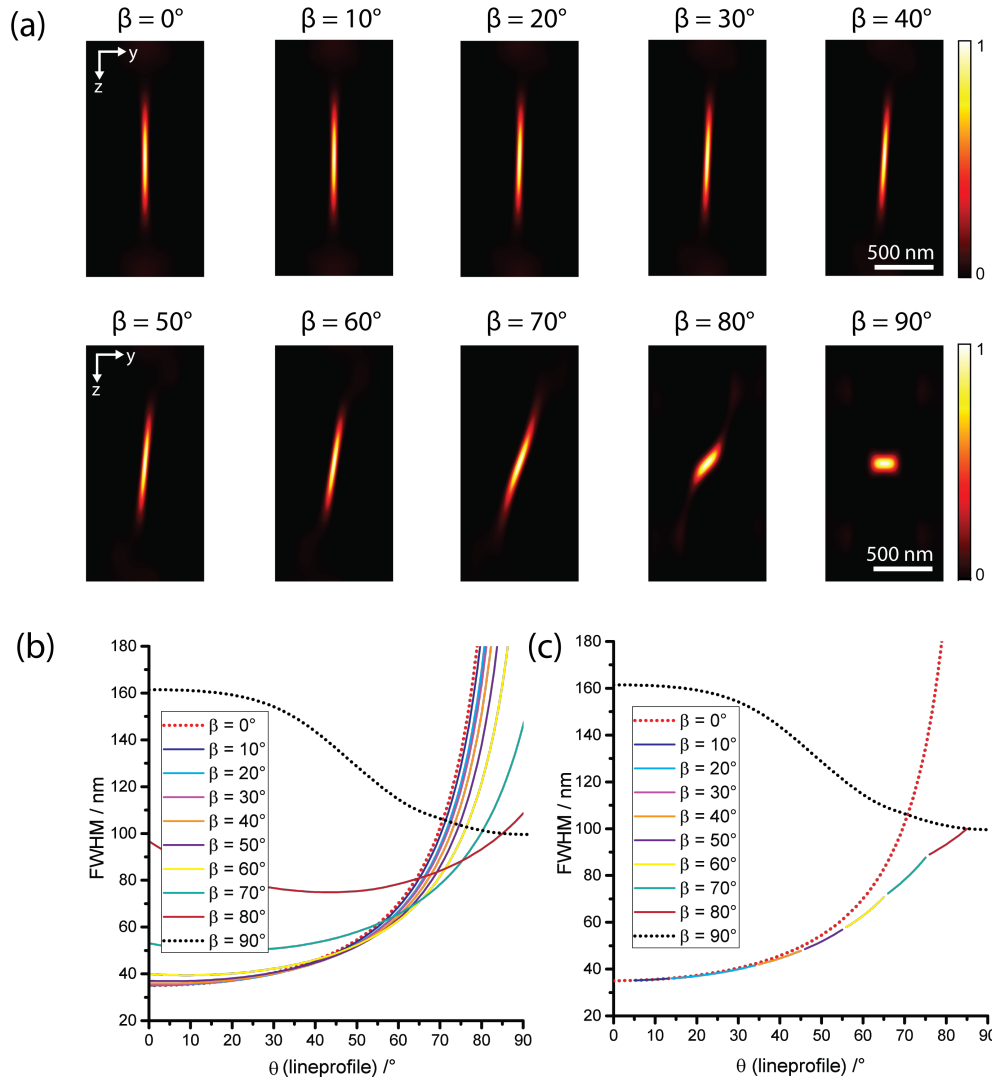 (a)
β = 0° β = 10° β = 20° β = 30° β = 40°
y
z
1
500 nm
0
β = 50° β = 60° β = 70° β = 80° β = 90°
y
z
1
500 nm
0
(b)
180
160
140
120
100
80
60
40
20
0 10 20 30 40 50 60 70 80 90
FWHM / nm
θ (lineprofile) /°
β = 0°
β = 10°
β = 20°
β = 30°
β = 40°
β = 50°
β = 60°
β = 70°
β = 80°
β = 90°
(c)
180
160
140
120
100
80
60
40
20
0 10 20 30 40 50 60 70 80 90
FWHM / nm
θ (lineprofile) /°
β = 0°
β = 10°
β = 20°
β = 30°
β = 40°
β = 50°
β = 60°
β = 70°
β = 80°
β = 90°